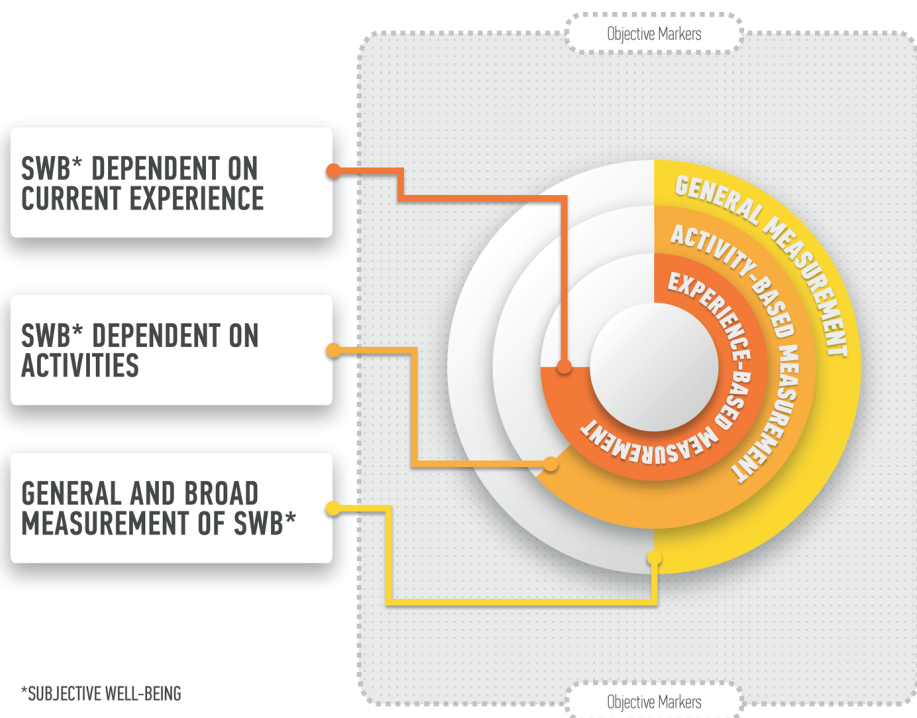 Objective Markers
SWB* DEPENDENT ON
CURRENT EXPERIENCE
SWB* DEPENDENT ON
ACTIVITIES
GENERAL AND BROAD
MEASUREMENT OF SWB*
GENERAL MEASUREMENT
ACTIVITY-BASED MEASUREMENT
EXPERIENCE-BASED MEASUREMENT
*SUBJECTIVE WELL-BEING
Objective Markers